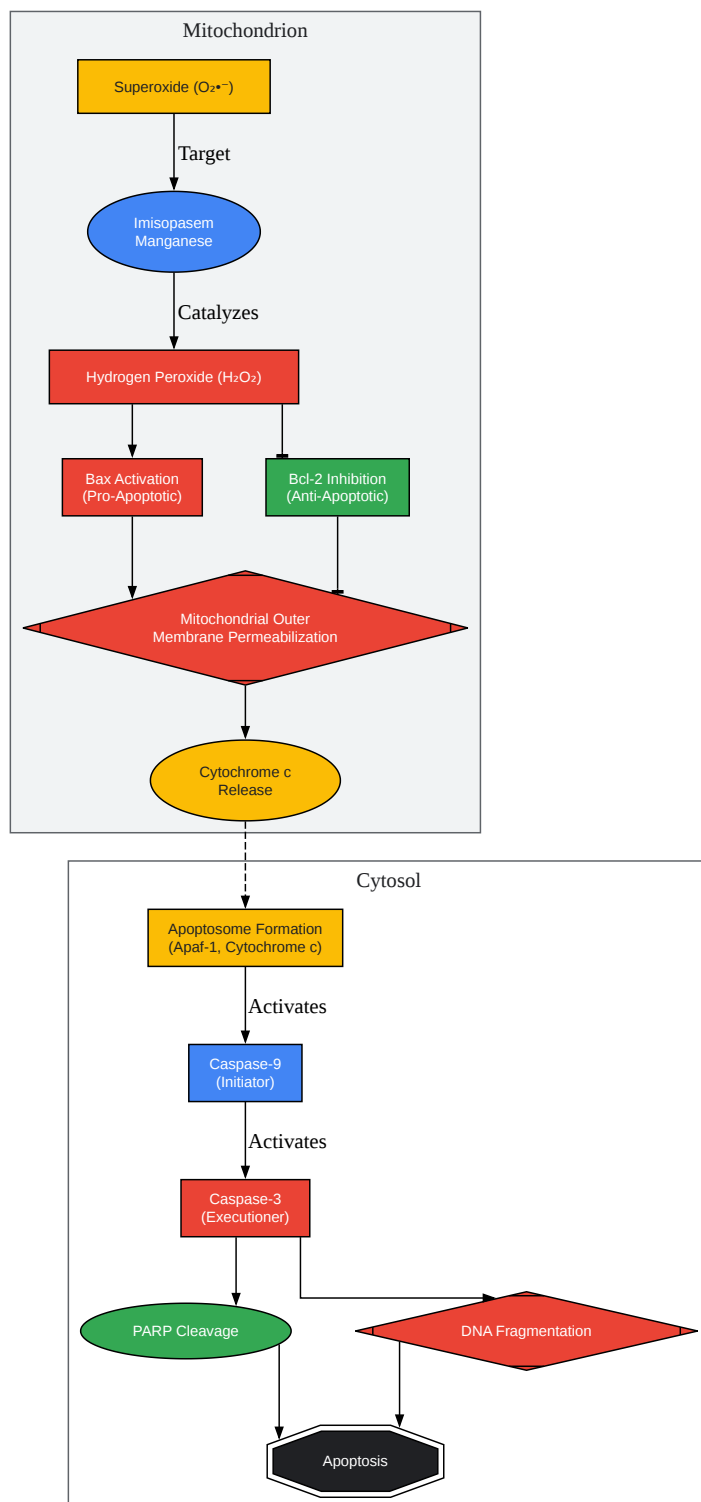 Mitochondrion
Superoxide (O₂•⁻)
Target
Imisopasem
Manganese
Catalyzes
Hydrogen Peroxide (H₂O₂)
Bax Activation
(Pro-Apoptotic)
Bcl-2 Inhibition
(Anti-Apoptotic)
Mitochondrial Outer
Membrane Permeabilization
Cytochrome c
Release
Cytosol
Apoptosome Formation
(Apaf-1, Cytochrome c)
Activates
Caspase-9
(Initiator)
Activates
Caspase-3
(Executioner)
PARP Cleavage
DNA Fragmentation
Apoptosis